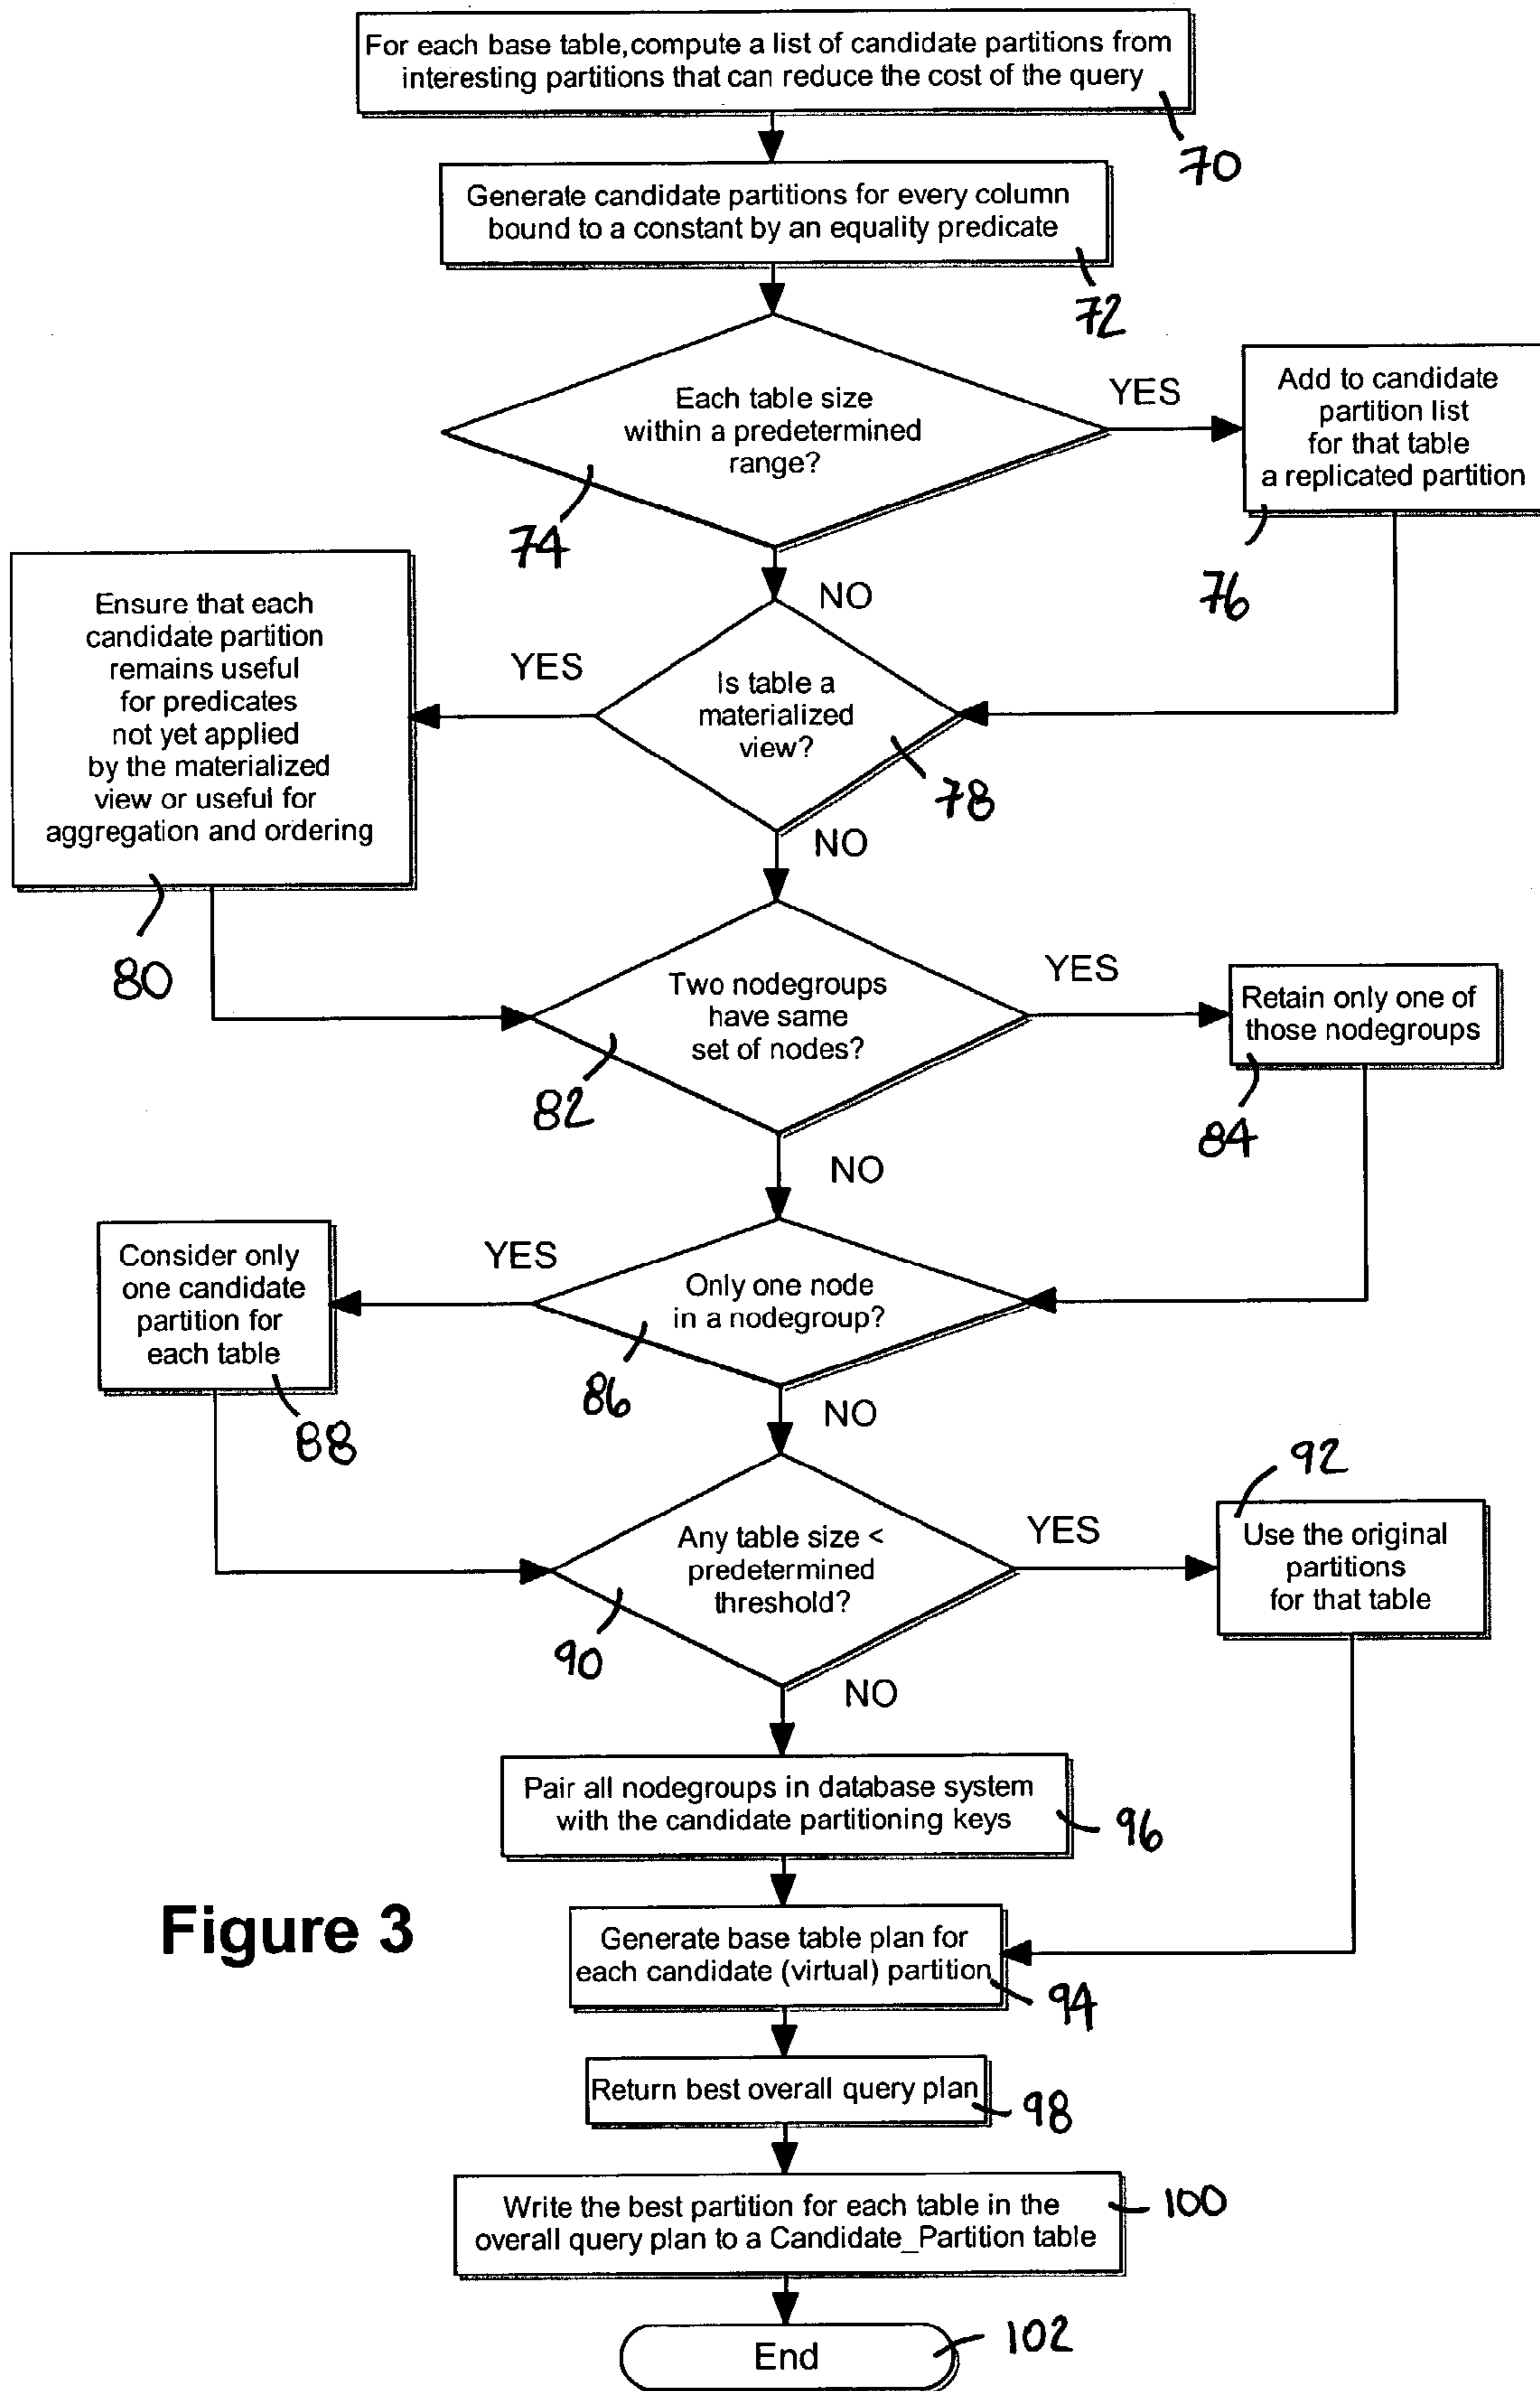 For each base table,compute a list of candidate partitions from
interesting partitions that can reduce the cost of the query
70
Generate candidate partitions for every column
bound to a constant by an equality predicate
72
Each table size
within a predetermined
range?
74
YES
Add to candidate
partition list
for that table
a replicated partition
76
NO
Is table a
materialized
view?
78
YES
Ensure that each
candidate partition
remains useful
for predicates
not yet applied
by the materialized
view or useful for
aggregation and ordering
80
NO
Two nodegroups
have same
set of nodes?
82
YES
Retain only one of
those nodegroups
84
NO
Only one node
in a nodegroup?
86
YES
Consider only
one candidate
partition for
each table
88
NO
Any table size <
predetermined
threshold?
90
YES
92
Use the original
partitions
for that table
NO
Pair all nodegroups in database system
with the candidate partitioning keys
96
Figure 3
Generate base table plan for
each candidate (virtual) partition
94
Return best overall query plan
98
Write the best partition for each table in the
overall query plan to a Candidate_Partition table
100
End
102